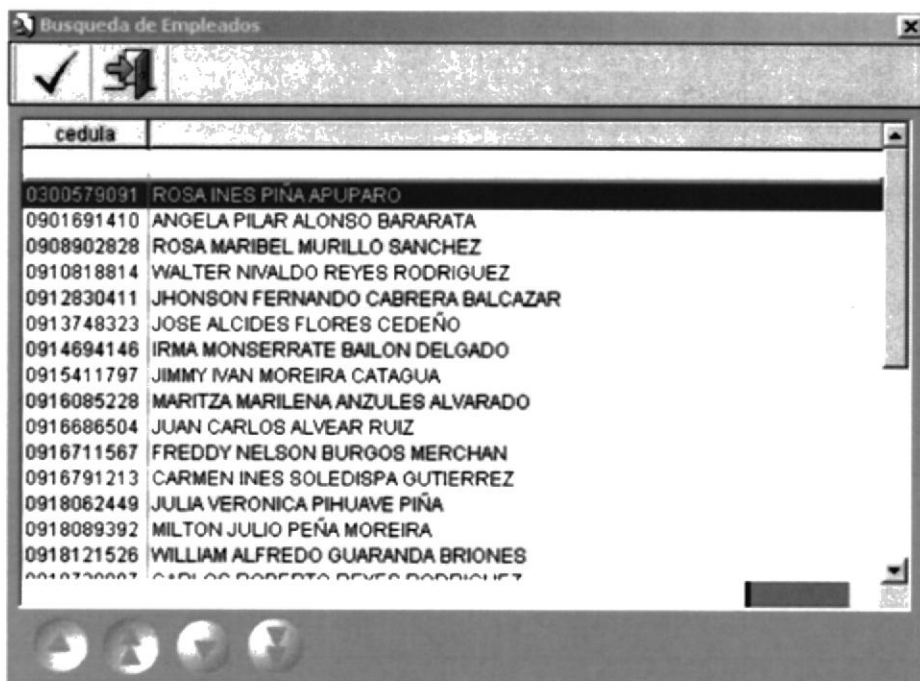 Busqueda de Empleados
cedula
0300579091 ROSA INES PIÑA APUPARO
0901691410 ANGELA PILAR ALONSO BARARATA
0908902828 ROSA MARIBEL MURILLO SANCHEZ
0910818814 WALTER NIVALDO REYES RODRIGUEZ
0912830411 JHONSON FERNANDO CABRERA BALCAZAR
0913748323 JOSE ALCIDES FLORES CEDEÑO
0914694146 IRMA MONSERRATE BAILON DELGADO
0915411797 JIMMY IVAN MOREIRA CATAGUA
0916085228 MARITZA MARILENA ANZULES ALVARADO
0916686504 JUAN CARLOS ALVEAR RUIZ
0916711567 FREDDY NELSON BURGOS MERCHAN
0916791213 CARMEN INES SOLEDISPA GUTIERREZ
0918062449 JULIA VERONICA PIHUAVE PIÑA
0918089392 MILTON JULIO PEÑA MOREIRA
0918121526 WILLIAM ALFREDO GUARANDA BRIONES
CARLOS ROBERTO REYES RODRIGUEZ